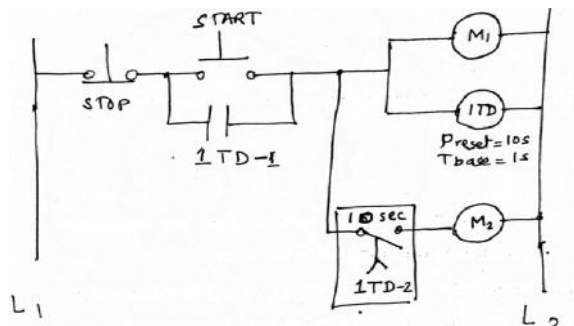 START
M1
STOP
1TD-1
1TD
Preset=10s
Tbase=1s
10 sec
M2
1TD-2
L1
L2